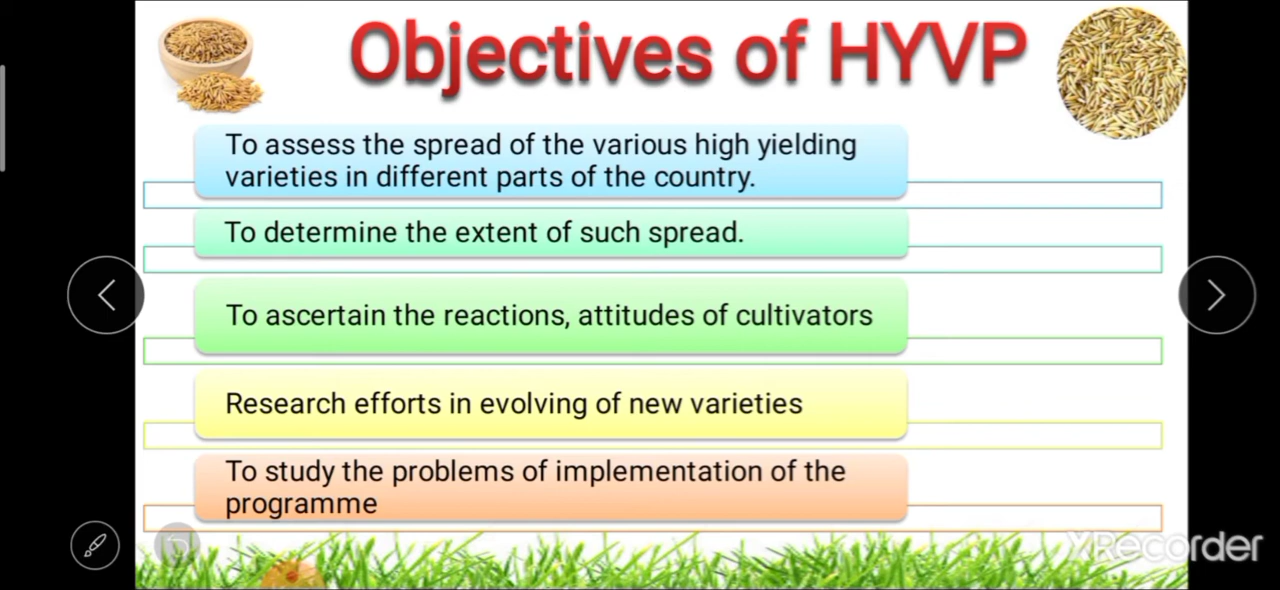 Objectives of HYVP
To assess the spread of the various high yielding
varieties in different parts of the country.
To determine the extent of such spread.
To ascertain the reactions, attitudes of cultivators
Research efforts in evolving of new varieties
To study the problems of implementation of the
programme
XRecorder